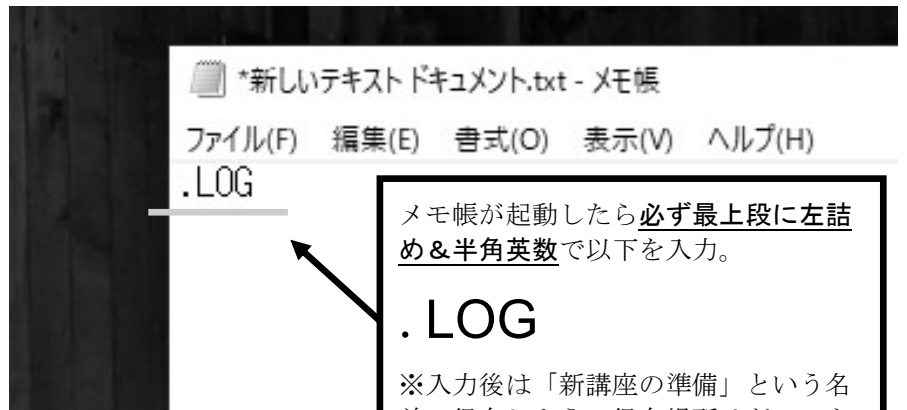 *新しいテキスト ドキュメント.txt - メモ帳
ファイル(F) 編集(E) 書式(O) 表示(V) ヘルプ(H)
.LOG
メモ帳が起動したら必ず最上段に左詰
め＆半角英数で以下を入力。
. LOG
※入力後は「新講座の準備」という名